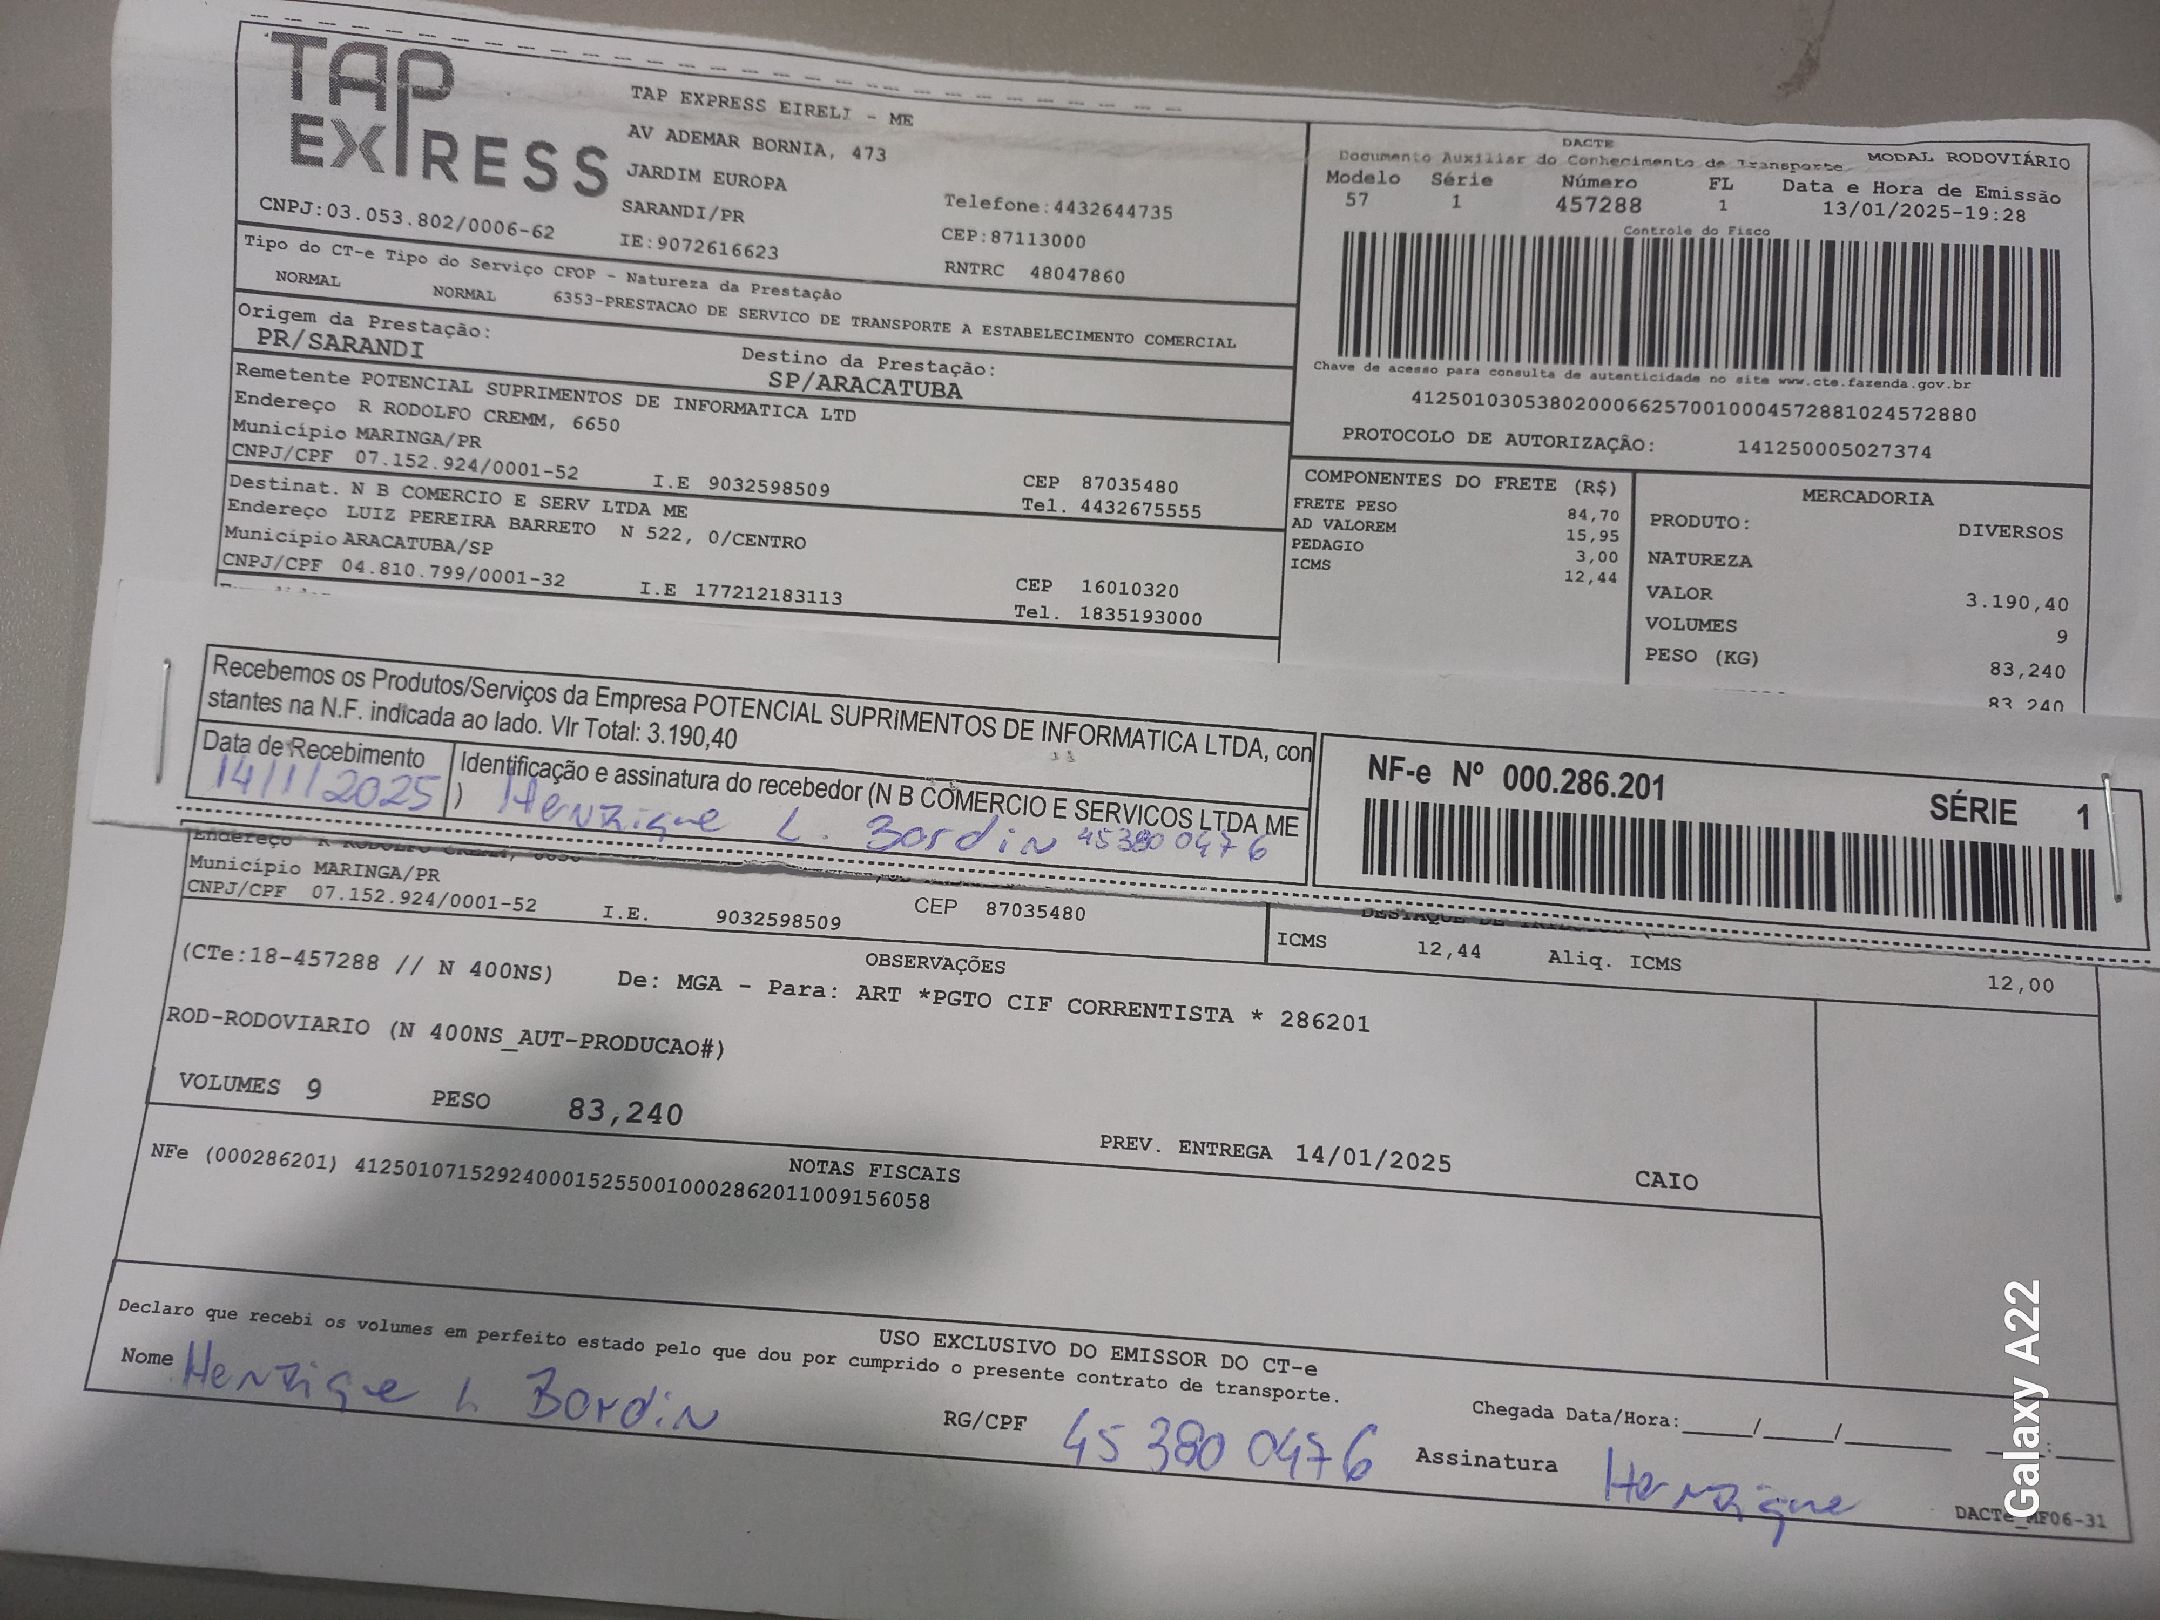 TAP
EXPRESS
CNPJ:03.053.802/0006-62
TAP EXPRESS EIRELI - ME
AV ADEMAR BORNIA, 473
JARDIM EUROPA
SARANDI/PR
IE:9072616623
Telefone:4432644735
CEP:87113000
RNTRC 48047860
DACTE
Documento Auxiliar do Conhecimento de Transporte MODAL RODOVIÁRIO
Modelo Série Número FL Data e Hora de Emissão
57 1 457288 1 13/01/2025-19:28
Controle do Fisco
Chave de acesso para consulta de autenticidade no site www.cte.fazenda.gov.br
41250103053802000662570010004572881024572880
PROTOCOLO DE AUTORIZAÇÃO: 141250005027374
Tipo do CT-e Tipo do Serviço CFOP - Natureza da Prestação
NORMAL NORMAL 6353-PRESTACAO DE SERVICO DE TRANSPORTE A ESTABELECIMENTO COMERCIAL
Origem da Prestação: Destino da Prestação:
PR/SARANDI SP/ARACATUBA
Remetente POTENCIAL SUPRIMENTOS DE INFORMATICA LTD
Endereço R RODOLFO CREMM, 6650
Município MARINGA/PR CEP 87035480
CNPJ/CPF 07.152.924/0001-52 I.E 9032598509 Tel. 4432675555
Destinat. N B COMERCIO E SERV LTDA ME
Endereço LUIZ PEREIRA BARRETO N 522, 0/CENTRO
Município ARACATUBA/SP CEP 16010320
CNPJ/CPF 04.810.799/0001-32 I.E 177212183113 Tel. 1835193000
COMPONENTES DO FRETE (R$)
FRETE PESO 84,70
AD VALOREM 15,95
PEDAGIO 3,00
ICMS 12,44
MERCADORIA
PRODUTO: DIVERSOS
NATUREZA
VALOR 3.190,40
VOLUMES 9
PESO (KG) 83,240
83,240
Recebemos os Produtos/Serviços da Empresa POTENCIAL SUPRIMENTOS DE INFORMATICA LTDA, con
stantes na N.F. indicada ao lado. Vlr Total: 3.190,40
Data de Recebimento Identificação e assinatura do recebedor (N B COMERCIO E SERVICOS LTDA ME
)
14/1/2025 Henrique L. Bordin 45380 0476
NF-e Nº 000.286.201
SÉRIE 1
Endereço R RODOLFO CREMM, 6650
Município MARINGA/PR
CNPJ/CPF 07.152.924/0001-52 I.E. 9032598509 CEP 87035480
ICMS 12,44 Aliq. ICMS 12,00
OBSERVAÇÕES
(CTe:18-457288 // N 400NS) De: MGA - Para: ART *PGTO CIF CORRENTISTA * 286201
ROD-RODOVIARIO (N 400NS_AUT-PRODUCAO#)
VOLUMES 9 PESO 83,240 PREV. ENTREGA 14/01/2025 CAIO
NOTAS FISCAIS
NFe (000286201) 41250107152924000152550010002862011009156058
USO EXCLUSIVO DO EMISSOR DO CT-e
Declaro que recebi os volumes em perfeito estado pelo que dou por cumprido o presente contrato de transporte.
Chegada Data/Hora:____/____/______ __:____
Nome Henrique L Bordin RG/CPF 45 380 0476 Assinatura Henrique
DACTe_MF06-31
Galaxy A22